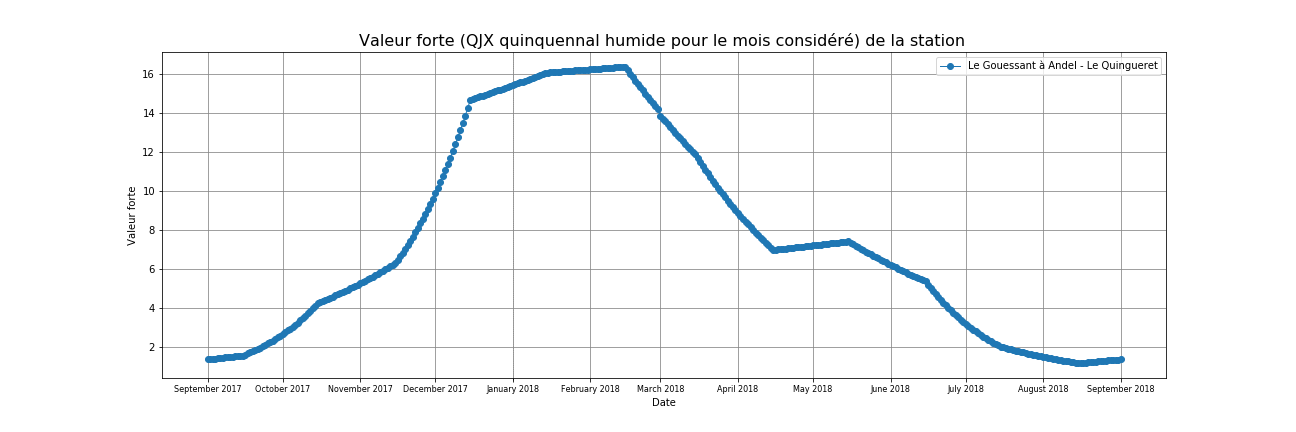 Valeur forte (QJX quinquennal humide pour le mois considéré) de la station
Le Gouessant à Andel - Le Quingueret
16
14
12
10
8
6
4
2
Valeur forte
September 2017 October 2017 November 2017 December 2017 January 2018 February 2018 March 2018 April 2018 May 2018 June 2018 July 2018 August 2018 September 2018
Date